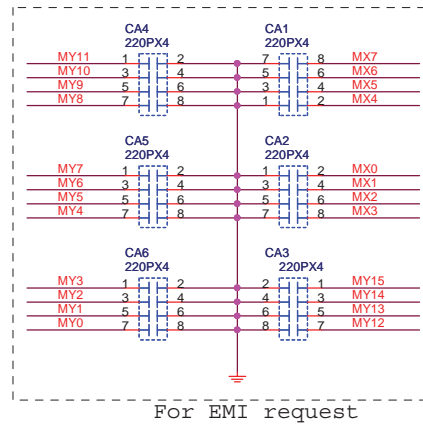 CA4 CA1
220PX4 220PX4
MY11 1 2 7 8 MX7
MY10 3 4 5 6 MX6
MY9 5 6 3 4 MX5
MY8 7 8 1 2 MX4
CA5 CA2
220PX4 220PX4
MY7 1 2 1 2 MX0
MY6 3 4 3 4 MX1
MY5 5 6 5 6 MX2
MY4 7 8 7 8 MX3
CA6 CA3
220PX4 220PX4
MY3 1 2 2 1 MY15
MY2 3 4 4 3 MY14
MY1 5 6 6 5 MY13
MY0 7 8 8 7 MY12
For EMI request